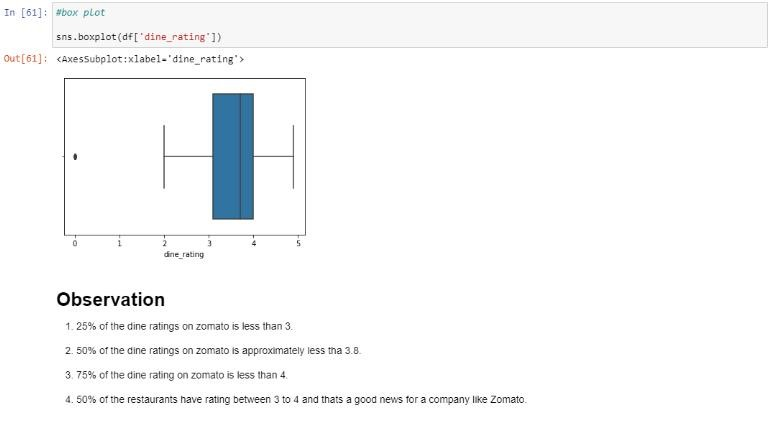 In [61]: #box plot
sns.boxplot(df['dine_rating'])
Out[61]: <AxesSubplot:xlabel='dine_rating'>
0 1 2 3 4 5
dine_rating
Observation
1. 25% of the dine ratings on zomato is less than 3.
2. 50% of the dine ratings on zomato is approximately less tha 3.8.
3. 75% of the dine rating on zomato is less than 4.
4. 50% of the restaurants have rating between 3 to 4 and thats a good news for a company like Zomato.